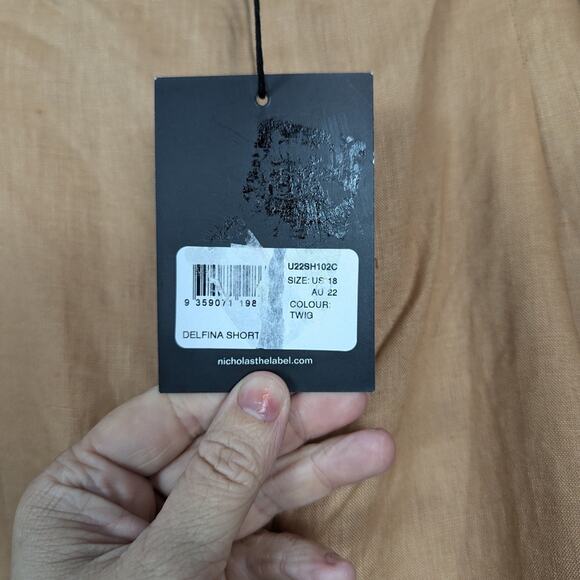 U22SH102C
SIZE: US 18
AU 22
9 359071 198
COLOUR:
TWIG
DELFINA SHORT
nicholasthelabel.com